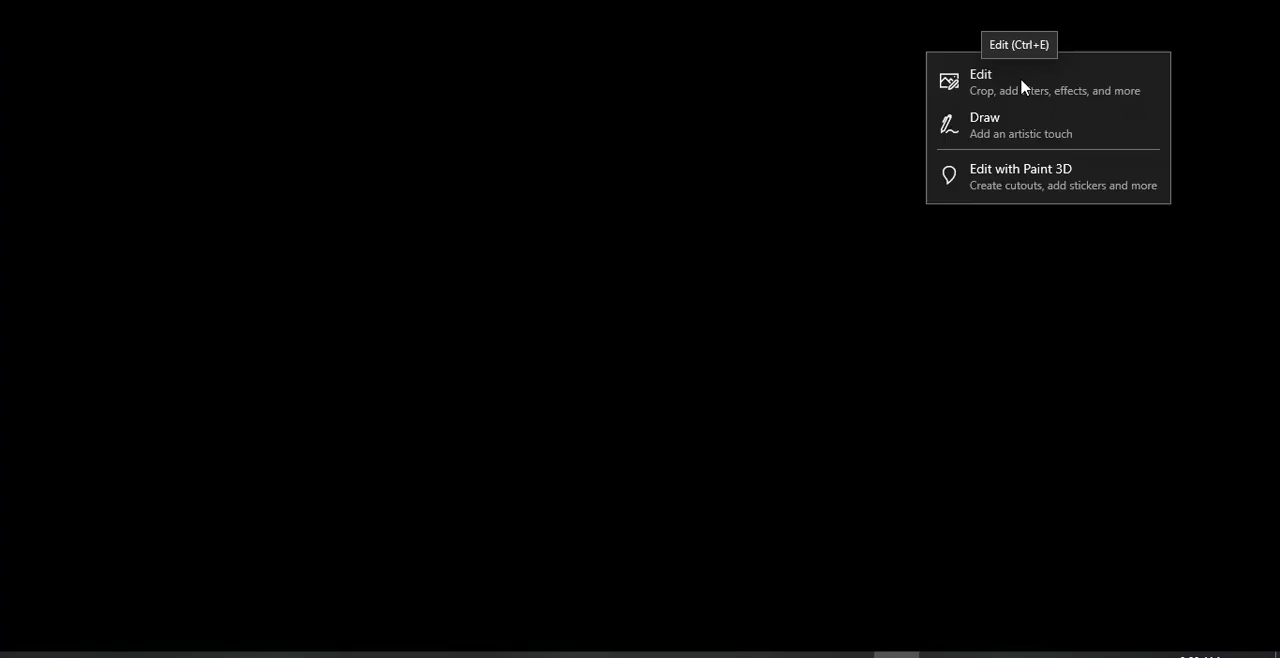 Edit (Ctrl+E)
Edit
Crop, add ters, effects, and more
Draw
Add an artistic touch
Edit with Paint 3D
Create cutouts, add stickers and more